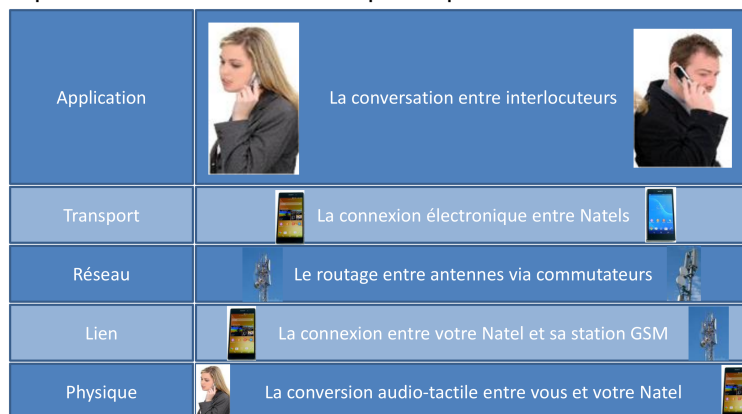 Application
La conversation entre interlocuteurs
Transport
La connexion électronique entre Natels
Réseau
Le routage entre antennes via commutateurs
Lien
La connexion entre votre Natel et sa station GSM
Physique
La conversion audio-tactile entre vous et votre Natel